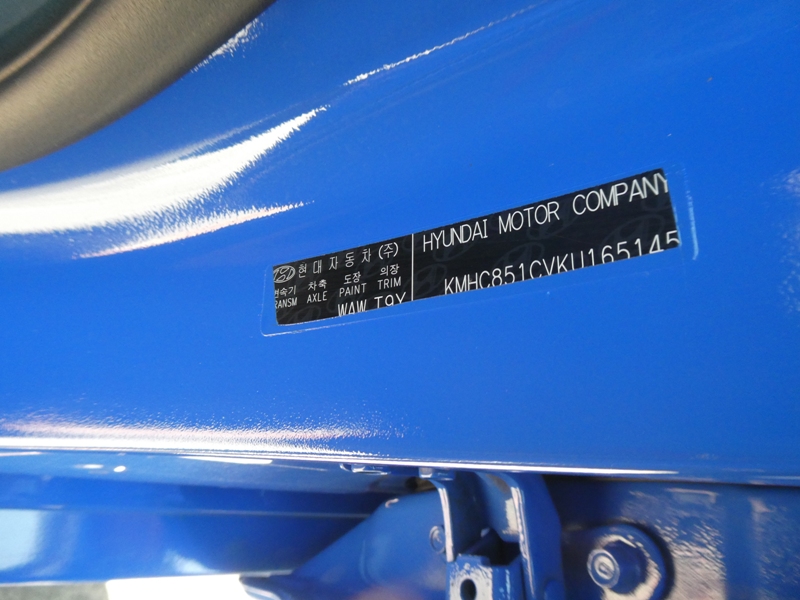 현대자동차(주)
변속기 차축 도장 의장
TRANSM AXLE PAINT TRIM
WAW T9Y
HYUNDAI MOTOR COMPANY
KMHC851CVKU165145